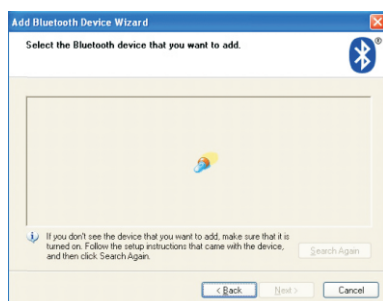 Add Bluetooth Device Wizard
Select the Bluetooth device that you want to add.
®
If you don't see the device that you want to add, make sure that it is
turned on. Follow the setup instructions that came with the device,
and then click Search Again.
Search Again
< Back
Next >
Cancel